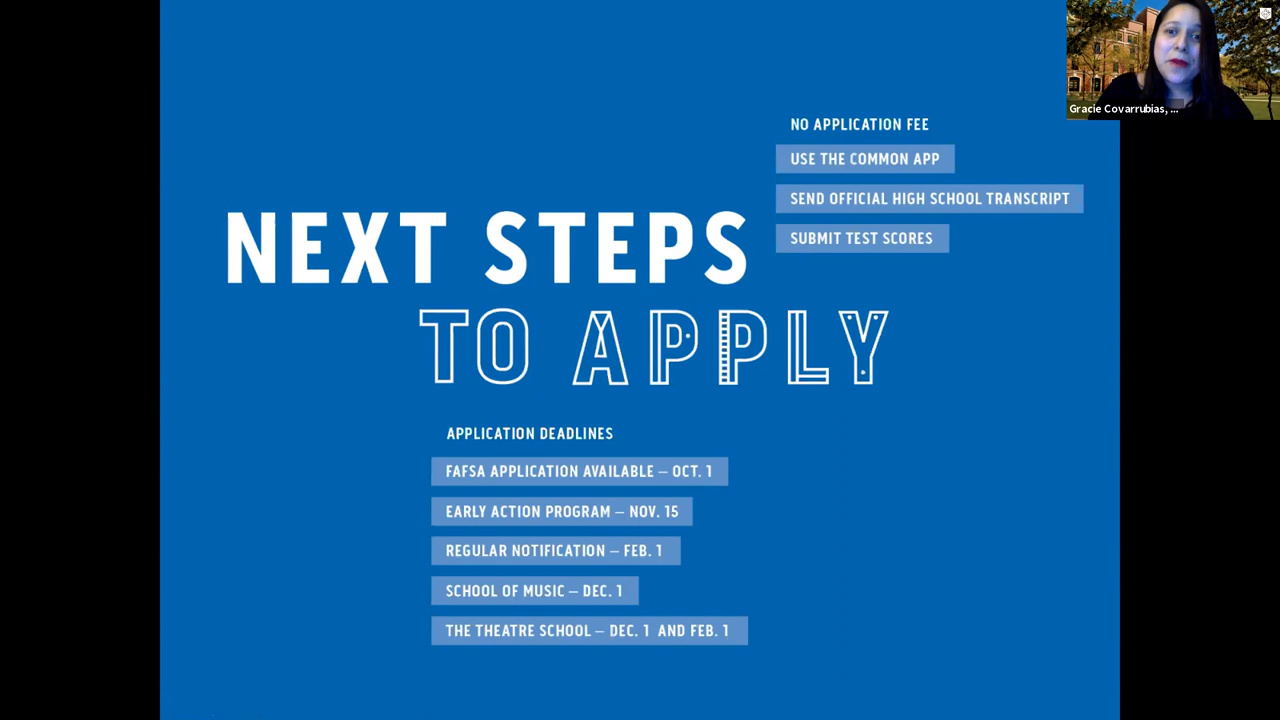 Gracie Covarrubias, ...
NO APPLICATION FEE
USE THE COMMON APP
SEND OFFICIAL HIGH SCHOOL TRANSCRIPT
SUBMIT TEST SCORES
NEXT STEPS
TO APPLY
APPLICATION DEADLINES
FAFSA APPLICATION AVAILABLE – OCT. 1
EARLY ACTION PROGRAM – NOV. 15
REGULAR NOTIFICATION – FEB. 1
SCHOOL OF MUSIC – DEC. 1
THE THEATRE SCHOOL – DEC. 1 AND FEB. 1